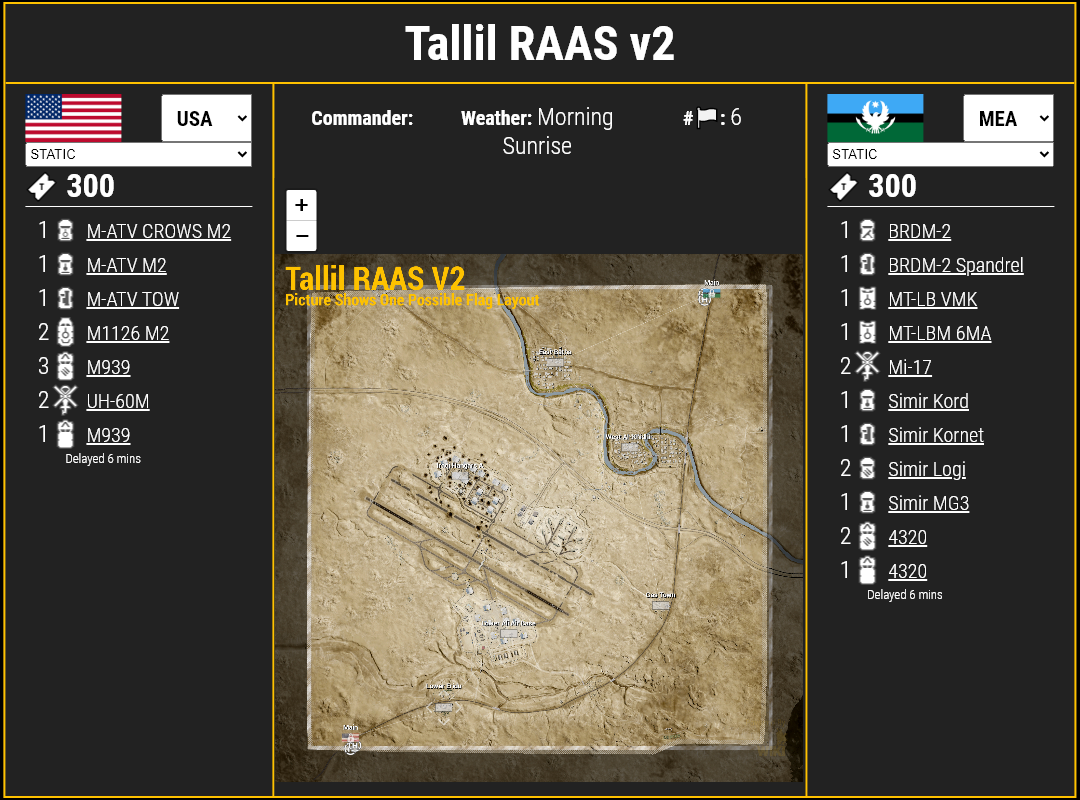 Tallil RAAS v2
USA
STATIC
300
1 M-ATV CROWS M2
1 M-ATV M2
1 M-ATV TOW
2 M1126 M2
3 M939
2 UH-60M
1 M939
Delayed 6 mins
Commander:
Weather: Morning
Sunrise
# : 6
+
−
Tallil RAAS V2
Picture Shows One Possible Flag Layout
Main
Gas Town
Main
MEA
STATIC
300
1 BRDM-2
1 BRDM-2 Spandrel
1 MT-LB VMK
1 MT-LBM 6MA
2 Mi-17
1 Simir Kord
1 Simir Kornet
2 Simir Logi
1 Simir MG3
2 4320
1 4320
Delayed 6 mins